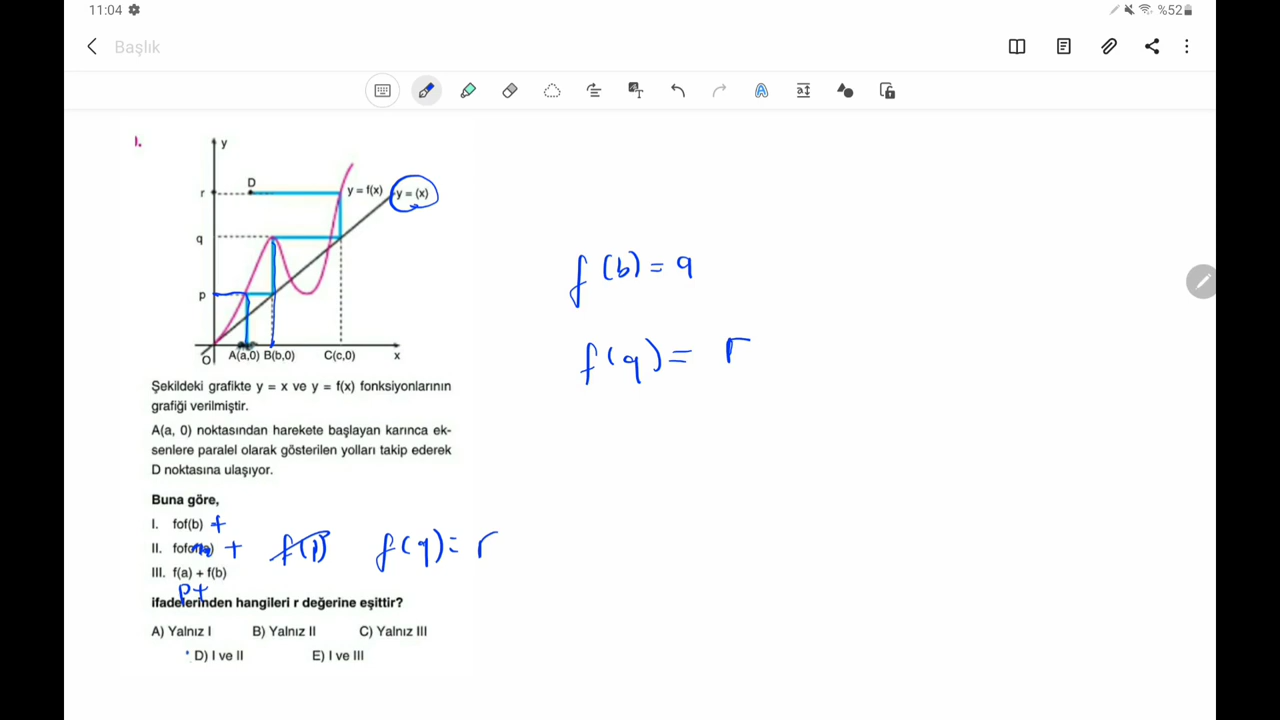 11:04 %52
Başlık
1.
y
r D y = f(x) y = (x)
q
p
O A(a,0) B(b,0) C(c,0) x
f(b) = q
f(q) = r
Şekildeki grafikte y = x ve y = f(x) fonksiyonlarının
grafiği verilmiştir.
A(a, 0) noktasından harekete başlayan karınca ek-
senlere paralel olarak gösterilen yolları takip ederek
D noktasına ulaşıyor.
Buna göre,
I. fof(b) +
II. + f(q) = r
III. f(a) + f(b)
p+
ifadelerinden hangileri r değerine eşittir?
A) Yalnız I B) Yalnız II C) Yalnız III
D) I ve II E) I ve III